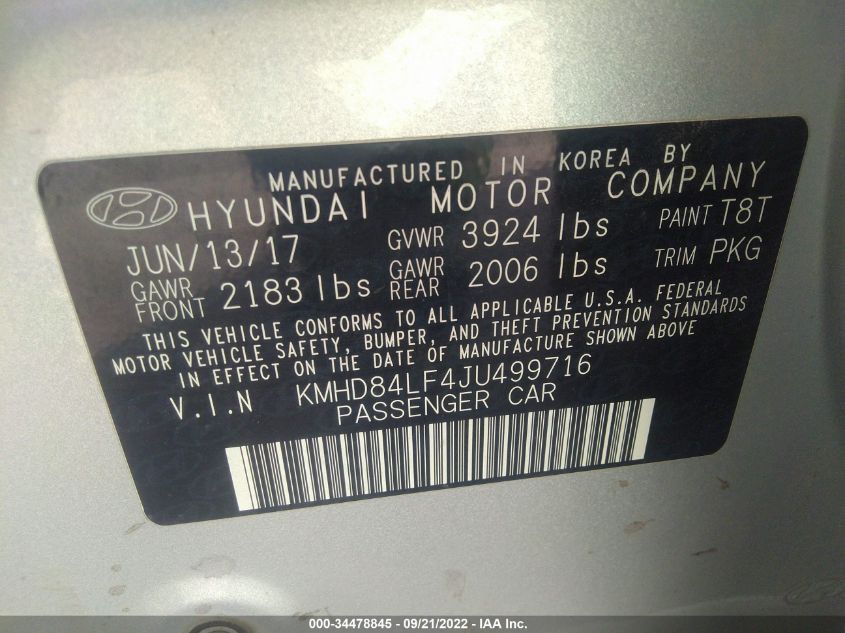 MANUFACTURED IN KOREA BY
HYUNDAI MOTOR COMPANY
JUN/13/17 GVWR 3924 lbs PAINT T8T
GAWR FRONT 2183 lbs GAWR REAR 2006 lbs TRIM PKG
THIS VEHICLE CONFORMS TO ALL APPLICABLE U.S.A. FEDERAL
MOTOR VEHICLE SAFETY, BUMPER, AND THEFT PREVENTION STANDARDS
IN EFFECT ON THE DATE OF MANUFACTURE SHOWN ABOVE
V.I.N KMHD84LF4JU499716
PASSENGER CAR
000-34478845 - 09/21/2022 - IAA Inc.